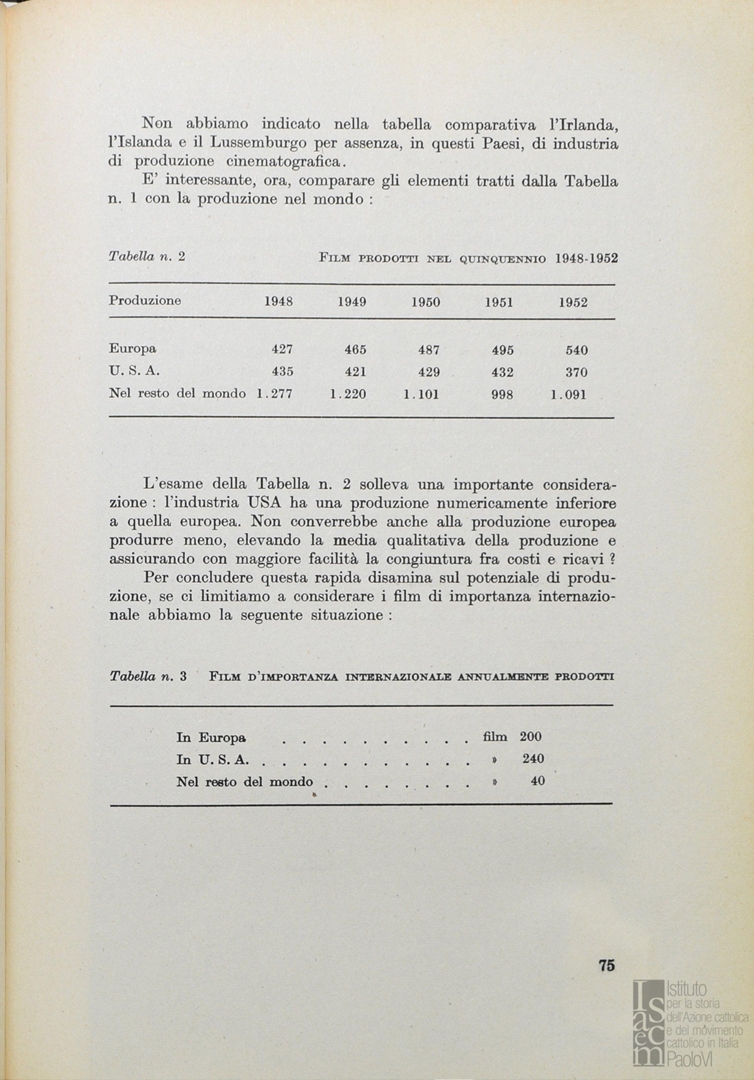 Non abbiamo indicato nella tabella comparativa l'Irlanda,
l'Islanda e il Lussemburgo per assenza, in questi Paesi, di industria
di produzione cinematografica.
E' interessante, ora, comparare gli elementi tratti dalla Tabella
n. 1 con la produzione nel mondo :
Tabella n. 2 FILM PRODOTTI NEL QUINQUENNIO 1948-1952
Produzione 1948 1949 1950 1951 1952
Europa 427 465 487 495 540
U. S. A. 435 421 429 432 370
Nel resto del mondo 1.277 1.220 1.101 998 1.091
L'esame della Tabella n. 2 solleva una importante considera-
zione : l'industria USA ha una produzione numericamente inferiore
a quella europea. Non converrebbe anche alla produzione europea
produrre meno, elevando la media qualitativa della produzione e
assicurando con maggiore facilità la congiuntura fra costi e ricavi ?
Per concludere questa rapida disamina sul potenziale di produ-
zione, se ci limitiamo a considerare i film di importanza internazio-
nale abbiamo la seguente situazione :
Tabella n. 3 FILM D'IMPORTANZA INTERNAZIONALE ANNUALMENTE PRODOTTI
In Europa . . . . . . . . . . film 200
In U. S. A. . . . . . . . . . . . » 240
Nel resto del mondo . . . . . . . . » 40
75
Isacem
Istituto
per la storia
dell'Azione cattolica
e del movimento
cattolico in Italia
PaoloVI